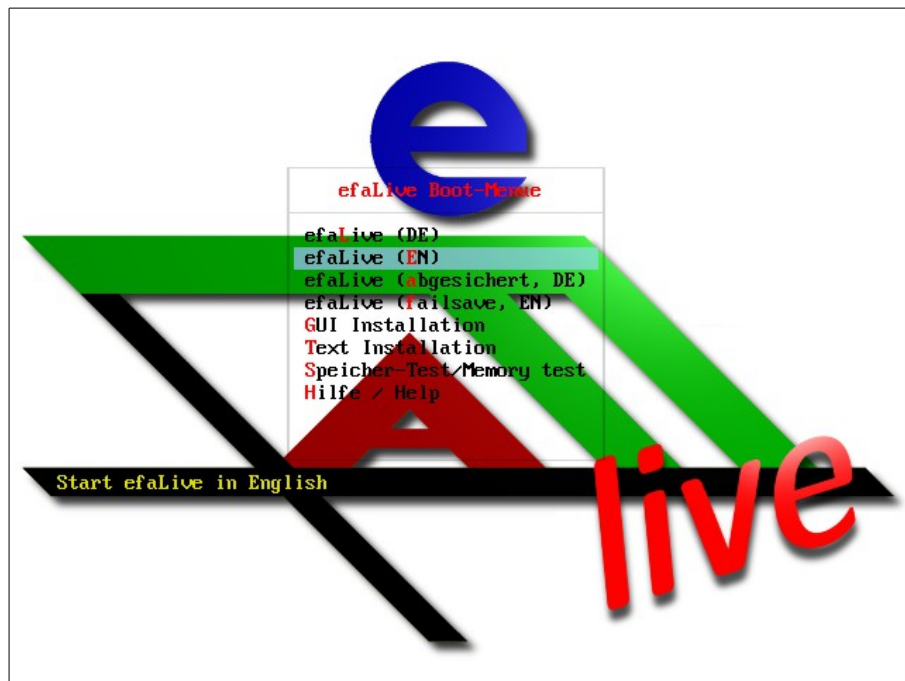 e
efaLive Boot-Menue
efaLive (DE)
efaLive (EN)
efaLive (abgesichert, DE)
efaLive (failsave, EN)
GUI Installation
Text Installation
Speicher-Test/Memory test
Hilfe / Help
A
Start efaLive in English
live